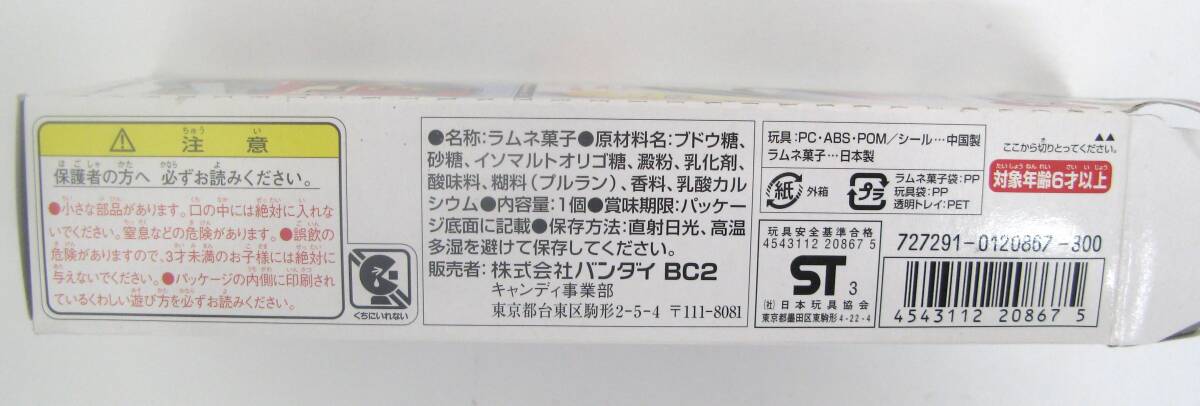 ⚠ 注意
保護者の方へ 必ずお読みください。
●小さな部品があります。口の中には絶対に入れな
いでください。窒息などの危険があります。●誤飲の
危険がありますので、3才未満のお子様には絶対に
与えないでください。●パッケージの内側に印刷され
ているくわしい遊び方を必ずお読みください。
くちにいれない
●名称:ラムネ菓子●原材料名:ブドウ糖、
砂糖、イソマルトオリゴ糖、澱粉、乳化剤、
酸味料、糊料(プルラン)、香料、乳酸カル
シウム●内容量:1個●賞味期限:パッケー
ジ底面に記載●保存方法:直射日光、高温
多湿を避けて保存してください。
販売者:株式会社バンダイ BC2
キャンディ事業部
東京都台東区駒形2-5-4 〒111-8081
玩具:PC・ABS・POM/シール…中国製
ラムネ菓子…日本製
紙 外箱
プラ
ラムネ菓子袋:PP
玩具袋:PP
透明トレイ:PET
玩具安全基準合格
4543112 20867 5
ST 3
(社)日本玩具協会
東京都墨田区東駒形4-22-4
ここから切りとってください。
対象年齢6才以上
727291-0120867-300
4543112 20867 5